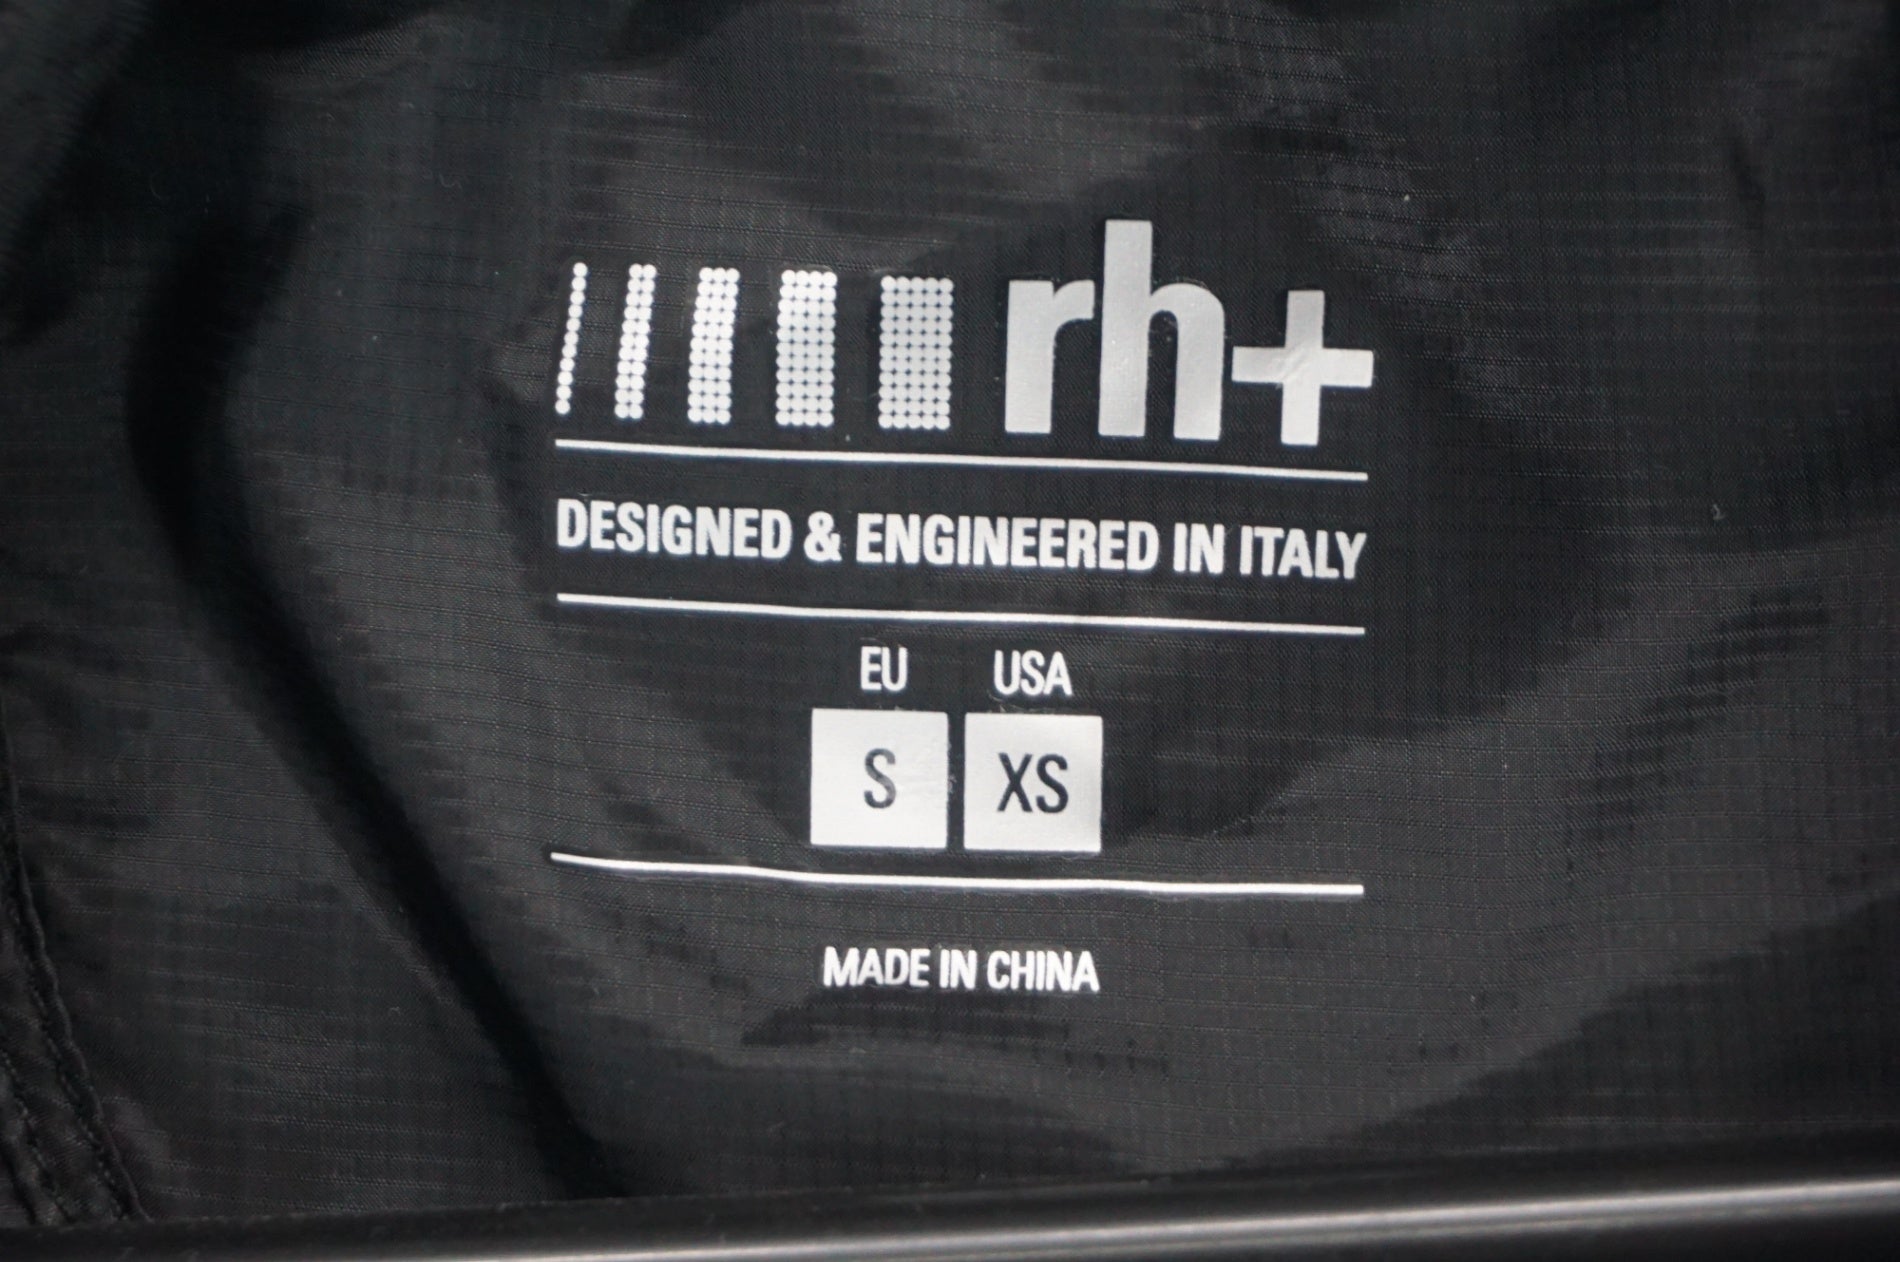 rh+
DESIGNED & ENGINEERED IN ITALY
EU USA
S XS
MADE IN CHINA